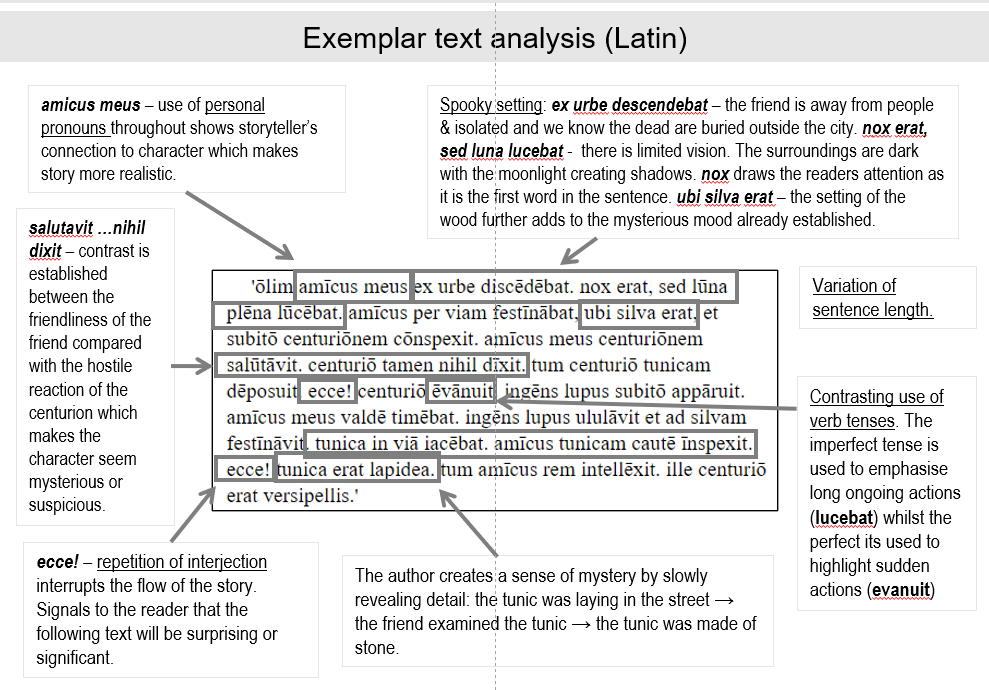 Exemplar text analysis (Latin)
amicus meus – use of personal
pronouns throughout shows storyteller’s
connection to character which makes
story more realistic.
Spooky setting: ex urbe descendebat – the friend is away from people
& isolated and we know the dead are buried outside the city. nox erat,
sed luna lucebat - there is limited vision. The surroundings are dark
with the moonlight creating shadows. nox draws the readers attention as
it is the first word in the sentence. ubi silva erat – the setting of the
wood further adds to the mysterious mood already established.
salutavit …nihil
dixit – contrast is
established
between the
friendliness of the
friend compared
with the hostile
reaction of the
centurion which
makes the
character seem
mysterious or
suspicious.
'ōlim amīcus meus ex urbe discēdēbat. nox erat, sed lūna
plēna lūcēbat. amīcus per viam festīnābat, ubi silva erat, et
subitō centuriōnem cōnspexit. amīcus meus centuriōnem
salūtāvit. centuriō tamen nihil dīxit. tum centuriō tunicam
dēposuit. ecce! centuriō ēvānuit. ingēns lupus subitō appāruit.
amīcus meus valdē timēbat. ingēns lupus ululāvit et ad silvam
festīnāvit. tunica in viā iacēbat. amīcus tunicam cautē īnspexit.
ecce! tunica erat lapidea. tum amīcus rem intellēxit. ille centuriō
erat versipellis.'
Variation of
sentence length.
Contrasting use of
verb tenses. The
imperfect tense is
used to emphasise
long ongoing actions
(lucebat) whilst the
perfect its used to
highlight sudden
actions (evanuit)
ecce! – repetition of interjection
interrupts the flow of the story.
Signals to the reader that the
following text will be surprising or
significant.
The author creates a sense of mystery by slowly
revealing detail: the tunic was laying in the street →
the friend examined the tunic → the tunic was made of
stone.